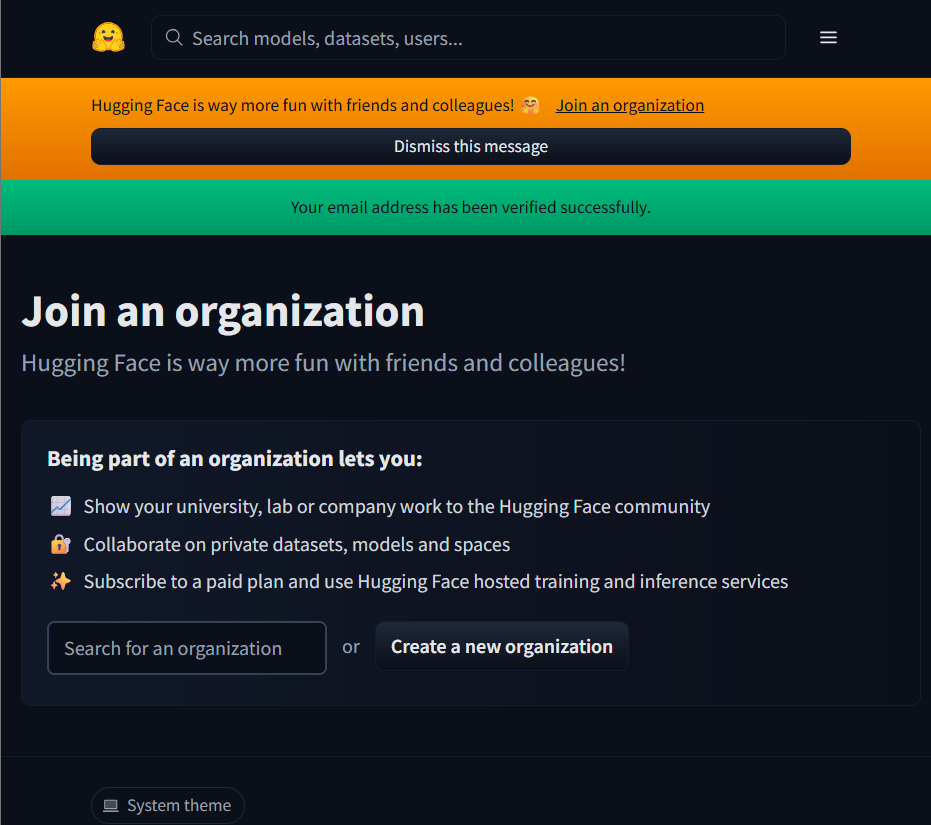 Search models, datasets, users...
Hugging Face is way more fun with friends and colleagues! 🤗 Join an organization
Dismiss this message
Your email address has been verified successfully.
Join an organization
Hugging Face is way more fun with friends and colleagues!
Being part of an organization lets you:
Show your university, lab or company work to the Hugging Face community
Collaborate on private datasets, models and spaces
Subscribe to a paid plan and use Hugging Face hosted training and inference services
Search for an organization or Create a new organization
System theme